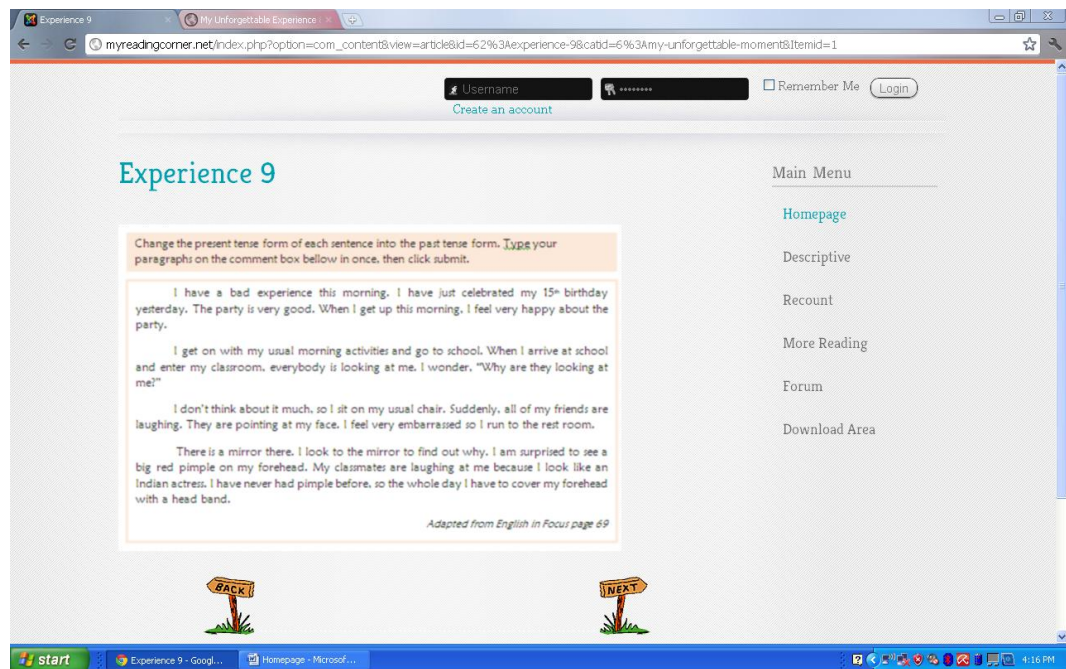 Experience 9
My Unforgettable Experience
myreadingcorner.net/index.php?option=com_content&view=article&id=62%3Aexperience-9&catid=6%3Amy-unforgettable-moment&Itemid=1
Username
••••••••
Remember Me
Login
Create an account
Experience 9
Main Menu
Homepage
Descriptive
Recount
More Reading
Forum
Download Area
Change the present tense form of each sentence into the past tense form. Type your
paragraphs on the comment box bellow in once, then click submit.
I have a bad experience this morning. I have just celebrated my 15th birthday
yesterday. The party is very good. When I get up this morning, I feel very happy about the
party.
I get on with my usual morning activities and go to school. When I arrive at school
and enter my classroom, everybody is looking at me. I wonder, "Why are they looking at
me?"
I don't think about it much, so I sit on my usual chair. Suddenly, all of my friends are
laughing. They are pointing at my face. I feel very embarrassed so I run to the rest room.
There is a mirror there. I look to the mirror to find out why. I am surprised to see a
big red pimple on my forehead. My classmates are laughing at me because I look like an
Indian actress. I have never had pimple before, so the whole day I have to cover my forehead
with a head band.
Adapted from English in Focus page 69
BACK
NEXT
start
Experience 9 - Googl...
Homepage - Microsof...
4:16 PM